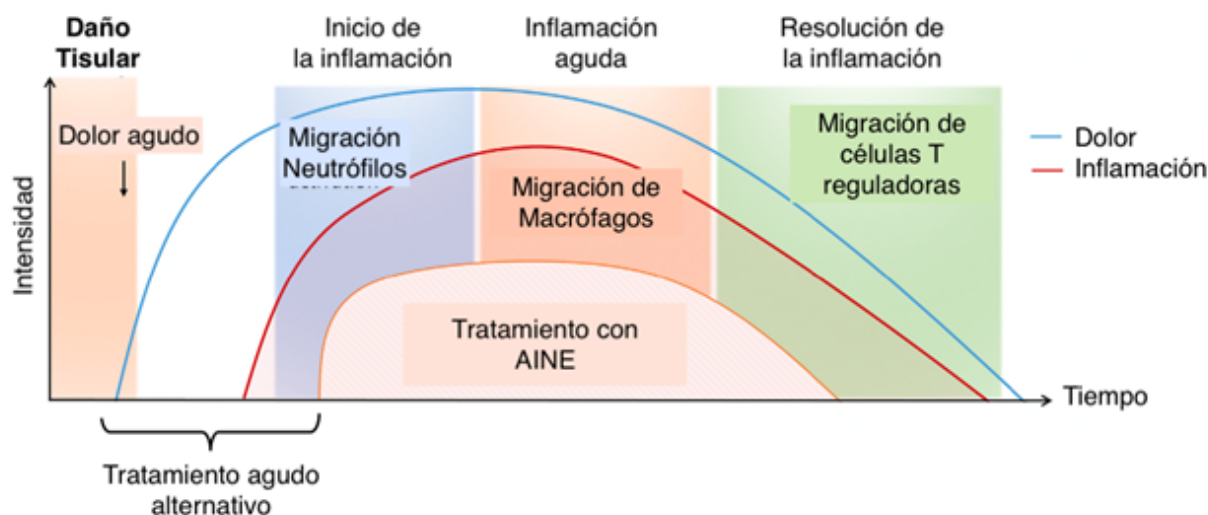 Daño
Tisular
Inicio de
la inflamación
Inflamación
aguda
Resolución de
la inflamación
Dolor agudo
Migración
Neutrófilos
Migración de
Macrófagos
Migración de
células T
reguladoras
Dolor
Inflamación
Intensidad
Tratamiento con
AINE
Tiempo
Tratamiento agudo
alternativo